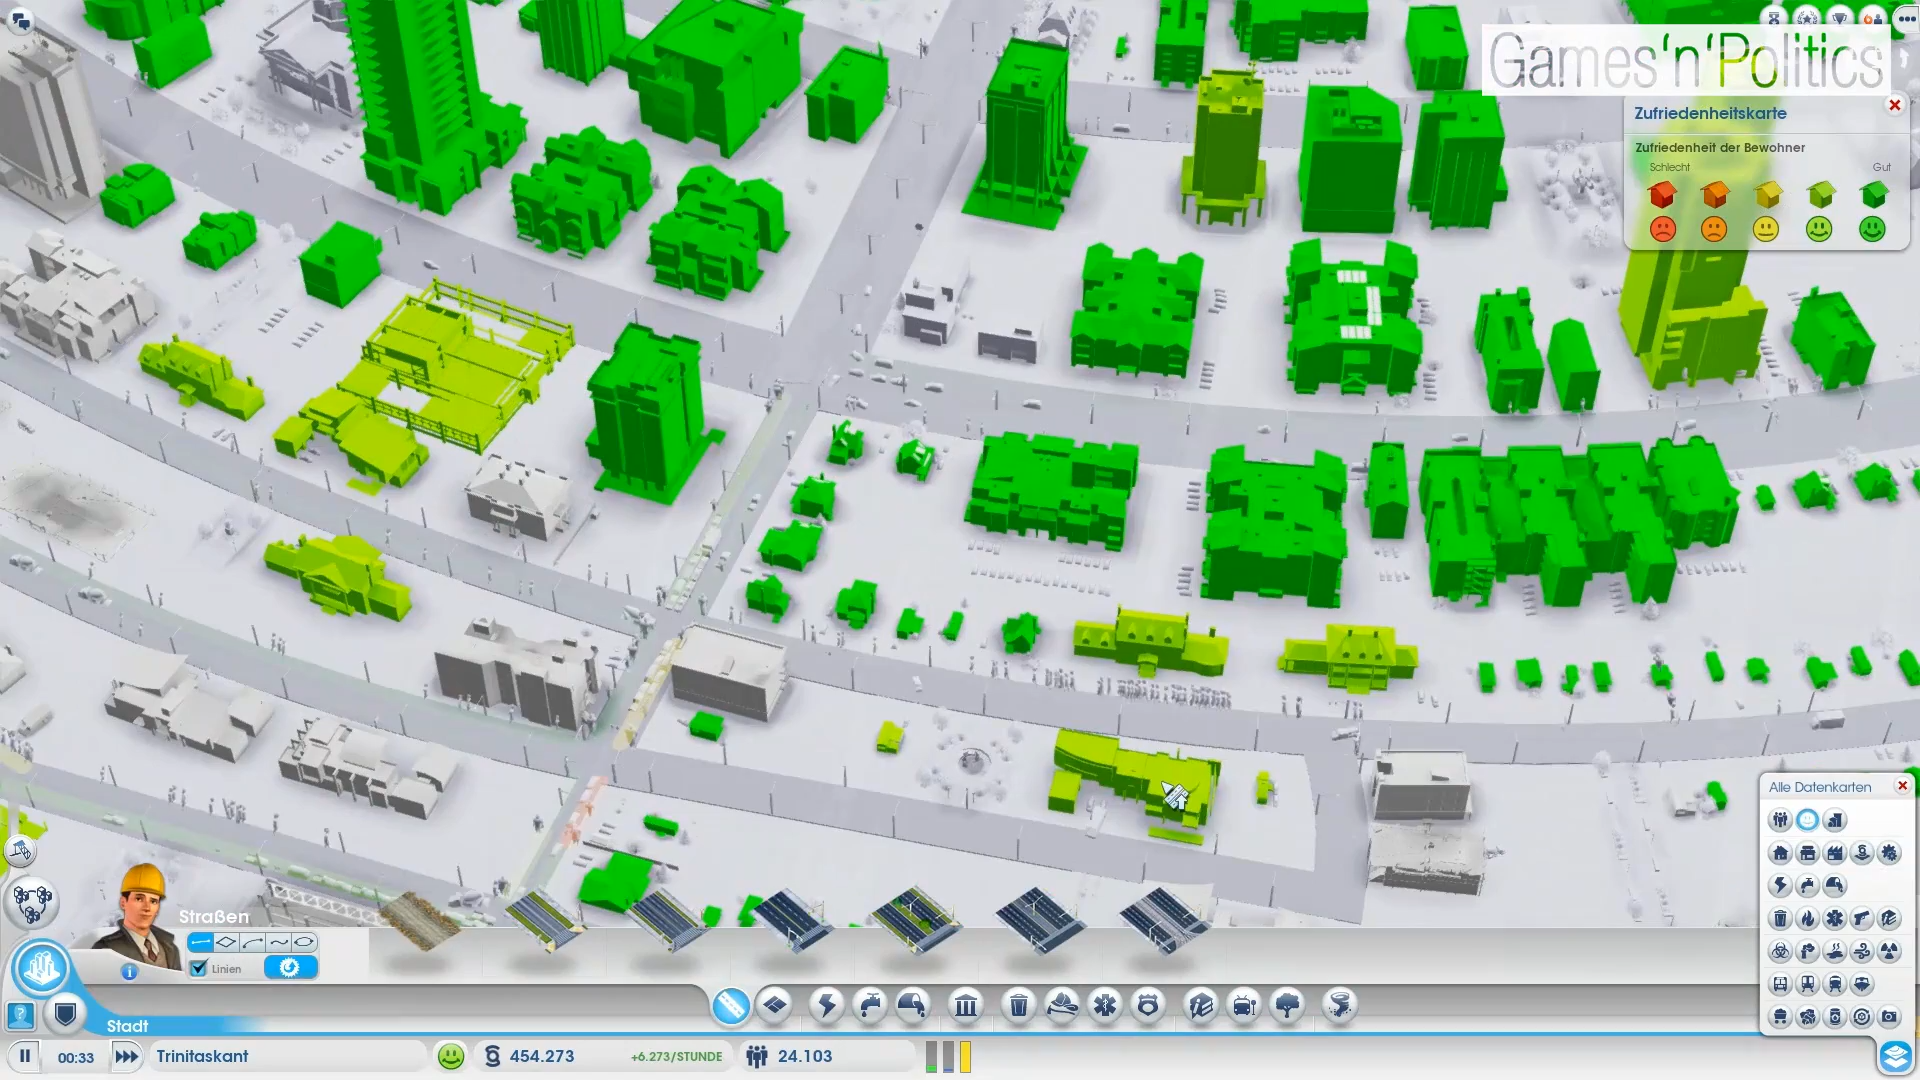 Games'n'Politics
Zufriedenheitskarte
Zufriedenheit der Bewohner
Schlecht
Gut
Alle Datenkarten
Straßen
Linien
Stadt
00:33
Trinitaskant
454.273
+6.273/STUNDE
24.103